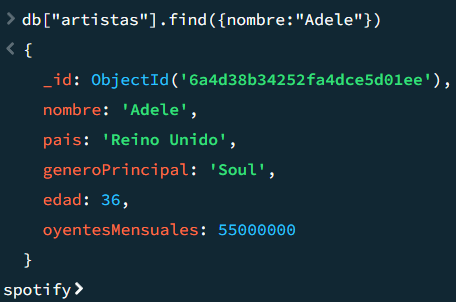 > db["artistas"].find({nombre:"Adele"})
< {
_id: ObjectId('6a4d38b34252fa4dce5d01ee'),
nombre: 'Adele',
pais: 'Reino Unido',
generoPrincipal: 'Soul',
edad: 36,
oyentesMensuales: 55000000
}
spotify>